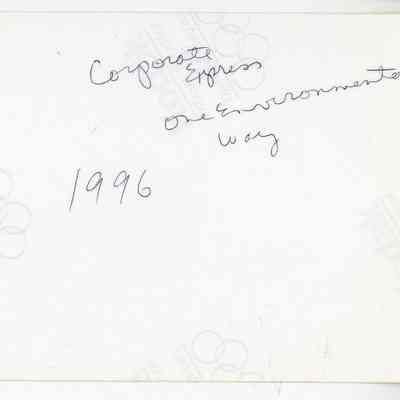 Corporate
Express
One Environmental
Way
1996